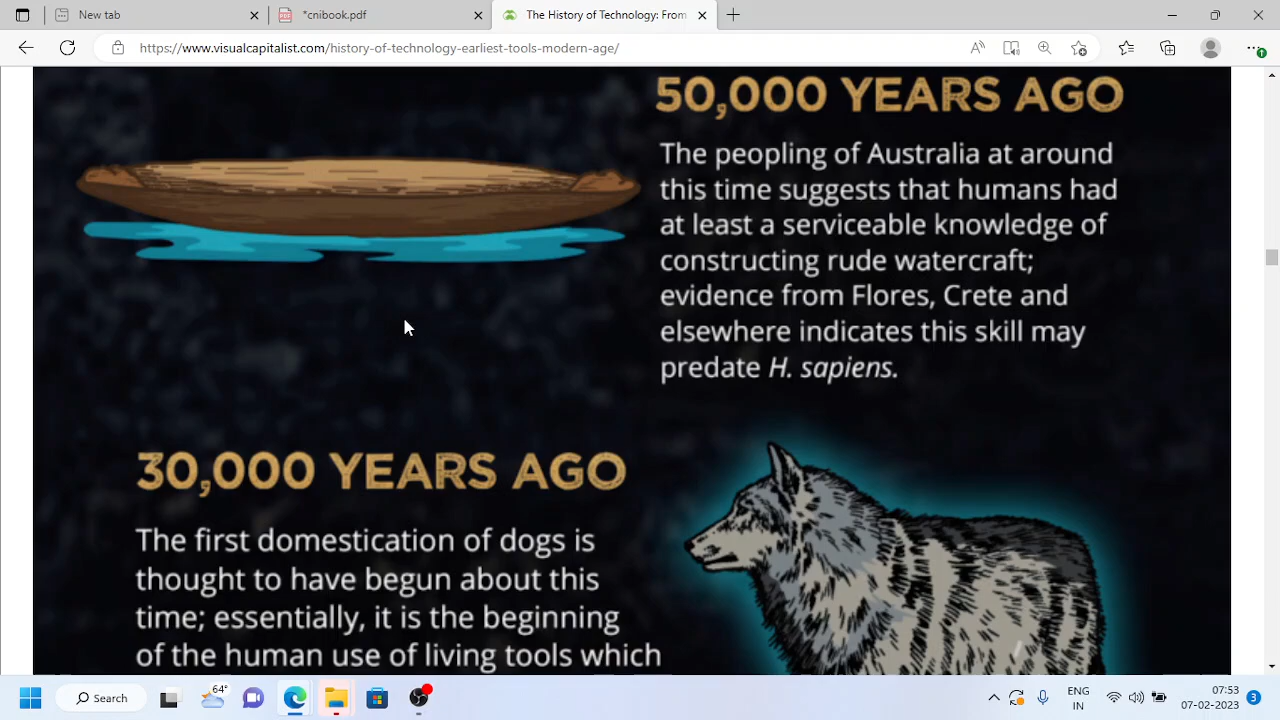 New tab
*cnibook.pdf
The History of Technology: From
https://www.visualcapitalist.com/history-of-technology-earliest-tools-modern-age/
50,000 YEARS AGO
The peopling of Australia at around
this time suggests that humans had
at least a serviceable knowledge of
constructing rude watercraft;
evidence from Flores, Crete and
elsewhere indicates this skill may
predate H. sapiens.
30,000 YEARS AGO
The first domestication of dogs is
thought to have begun about this
time; essentially, it is the beginning
of the human use of living tools which
64°
Search
ENG
IN
07:53
07-02-2023
3